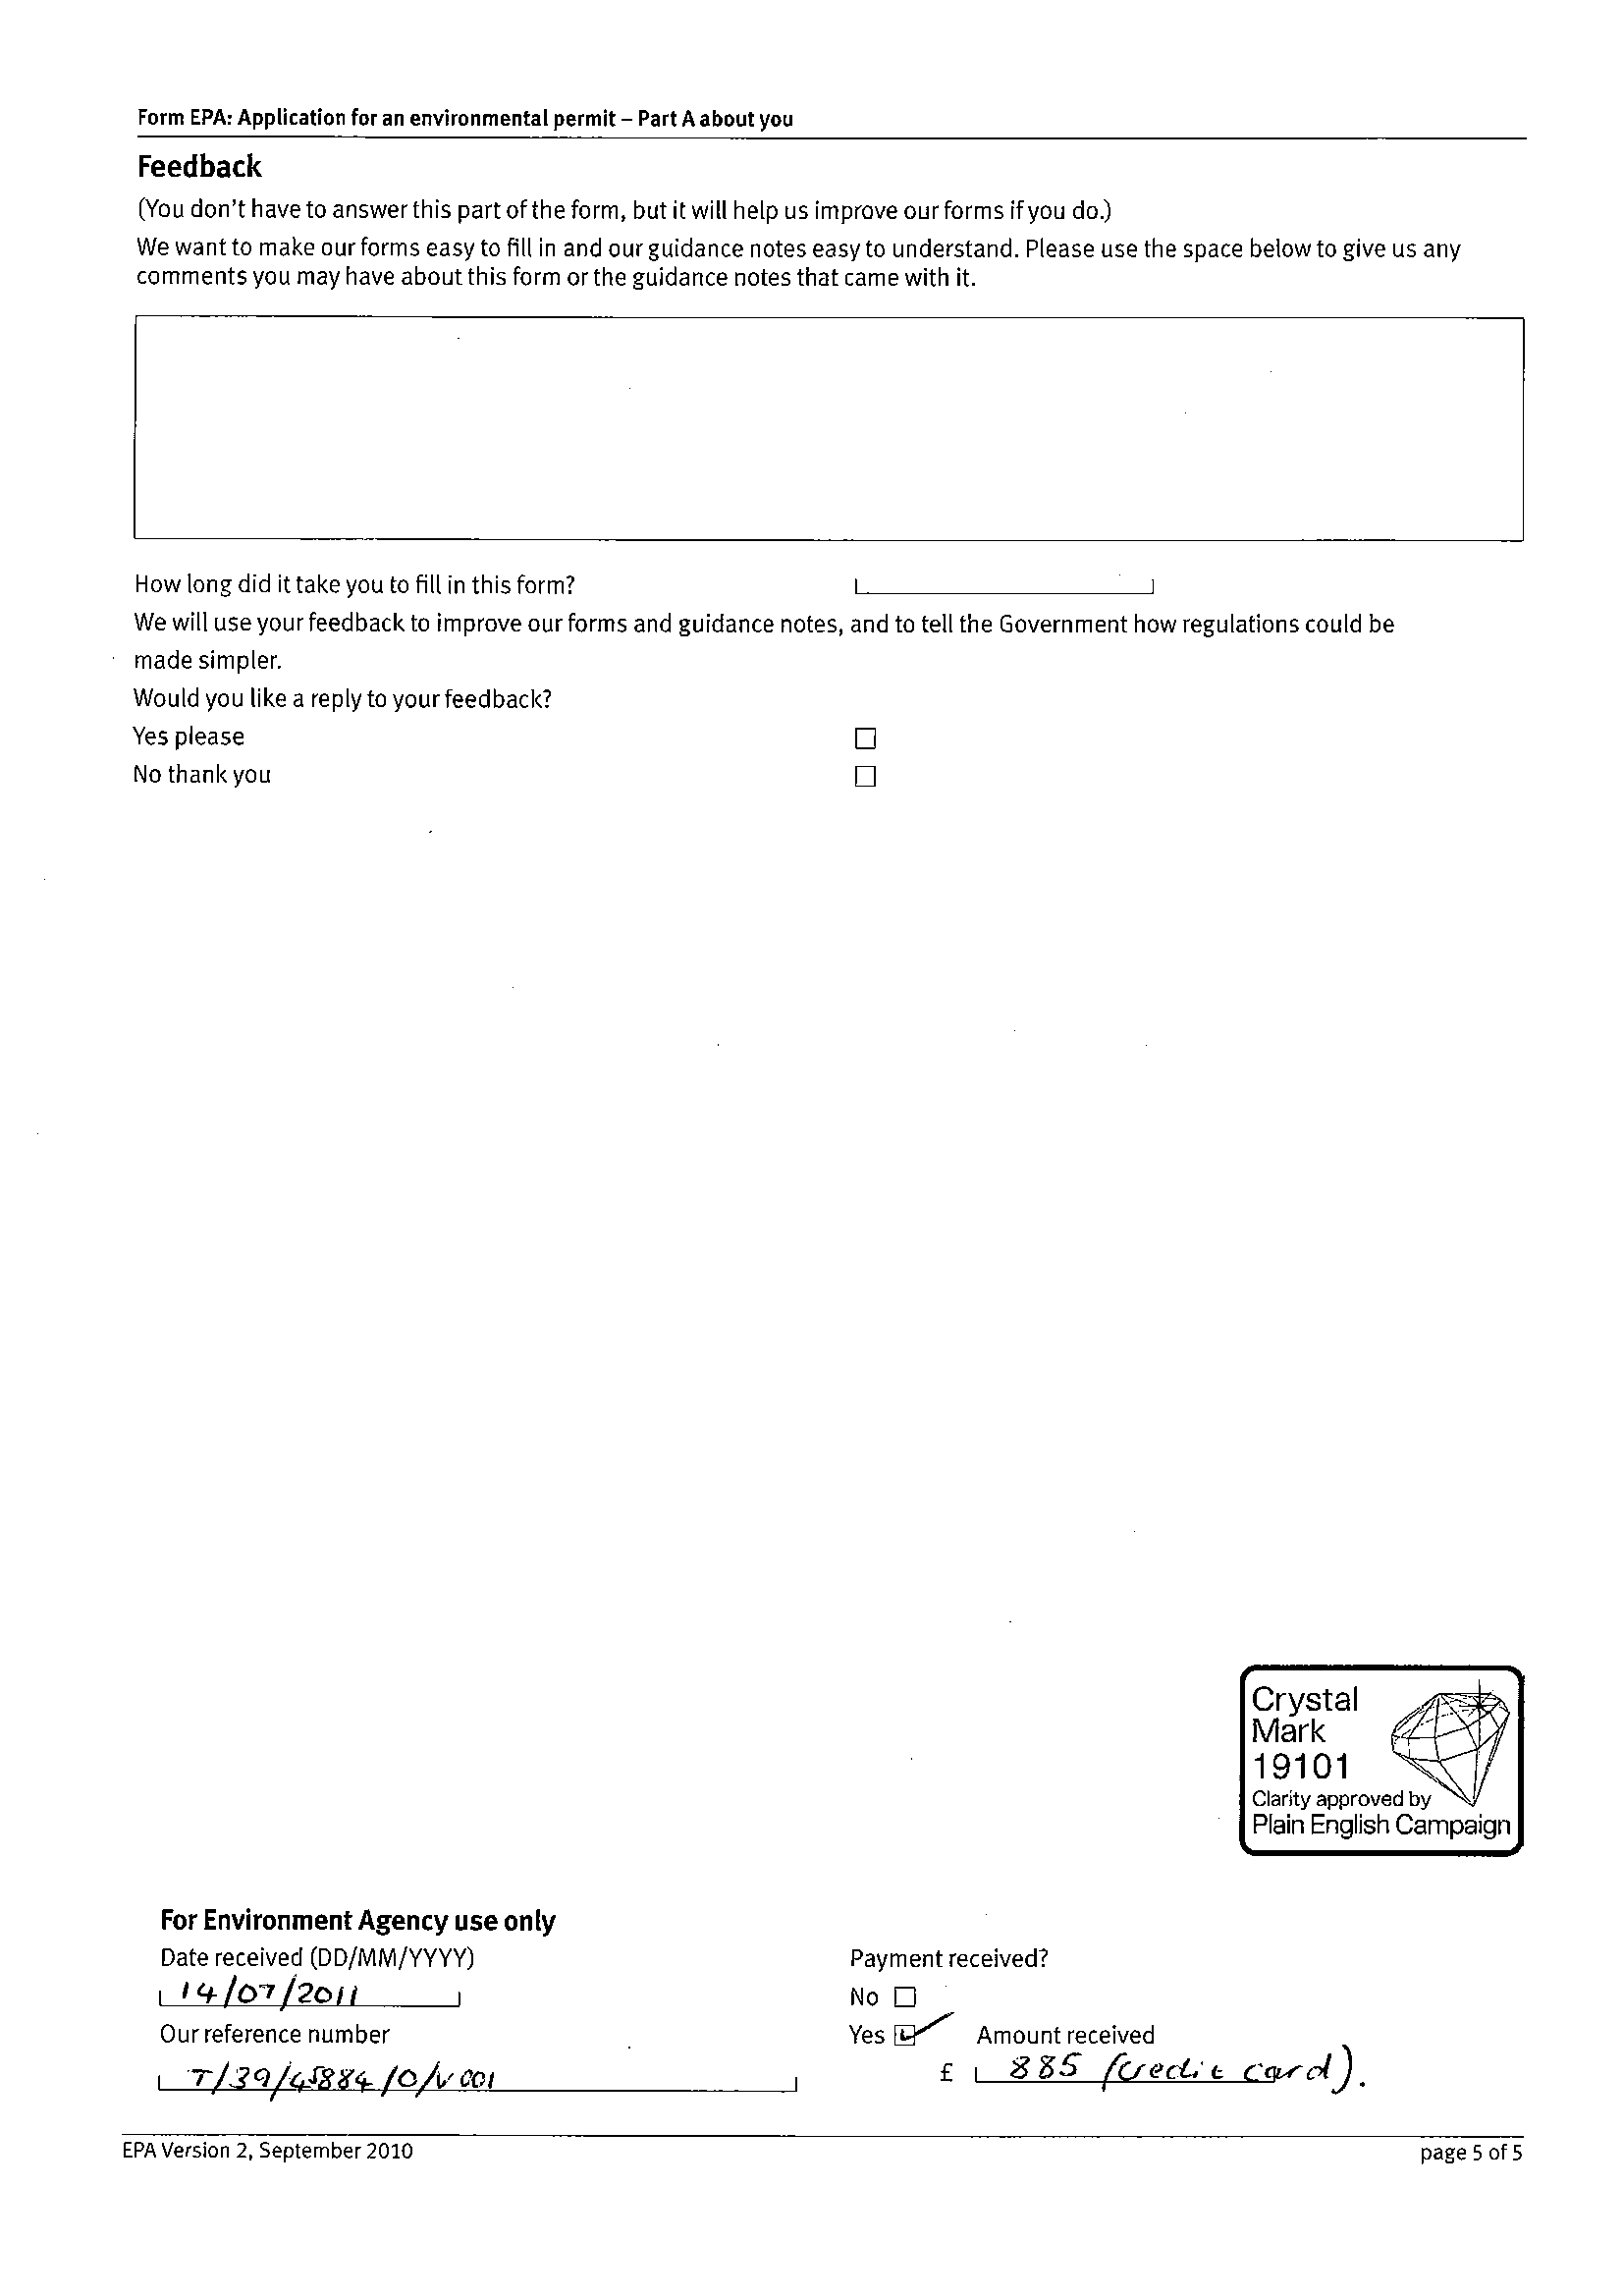 Form EPA: Application for an environmental permit – Part A about you
Feedback
(You don't have to answer this part of the form, but it will help us improve our forms if you do.)
We want to make our forms easy to fill in and our guidance notes easy to understand. Please use the space below to give us any
comments you may have about this form or the guidance notes that came with it.
How long did it take you to fill in this form?
We will use your feedback to improve our forms and guidance notes, and to tell the Government how regulations could be
made simpler.
Would you like a reply to your feedback?
Yes please
No thank you
Crystal
Mark
19101
Clarity approved by
Plain English Campaign
For Environment Agency use only
Date received (DD/MM/YYYY)
14/07/2011
Our reference number
T/39/45884/0/V001
Payment received?
No
Yes
Amount received
£ 885 (credit card).
EPA Version 2, September 2010
page 5 of 5